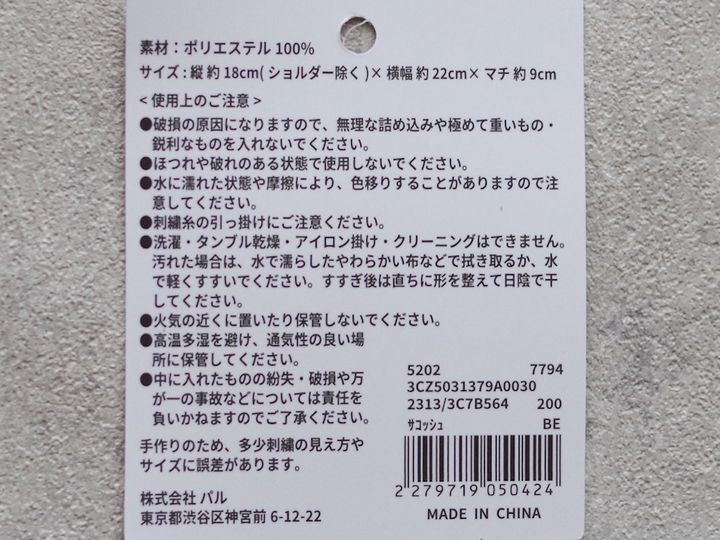 素材：ポリエステル 100%
サイズ : 縦 約 18cm( ショルダー除く )× 横幅 約 22cm× マチ 約 9cm
< 使用上のご注意 >
●破損の原因になりますので、無理な詰め込みや極めて重いもの・
鋭利なものを入れないでください。
●ほつれや破れのある状態で使用しないでください。
●水に濡れた状態や摩擦により、色移りすることがありますので注
意してください。
●刺繍糸の引っ掛けにご注意ください。
●洗濯・タンブル乾燥・アイロン掛け・クリーニングはできません。
汚れた場合は、水で濡らしたやわらかい布などで拭き取るか、水
で軽くすすいでください。すすぎ後は直ちに形を整えて日陰で干
してください。
●火気の近くに置いたり保管しないでください。
●高温多湿を避け、通気性の良い場
所に保管してください。
●中に入れたものの紛失・破損や万
が一の事故などについては責任を
負いかねますのでご了承ください。
手作りのため、多少刺繍の見え方や
サイズに誤差があります。
株式会社 パル
東京都渋谷区神宮前 6-12-22
5202 7794
3CZ5031379A0030
2313/3C7B564 200
ｻｺｯｼｭ BE
2 279719 050424
MADE IN CHINA